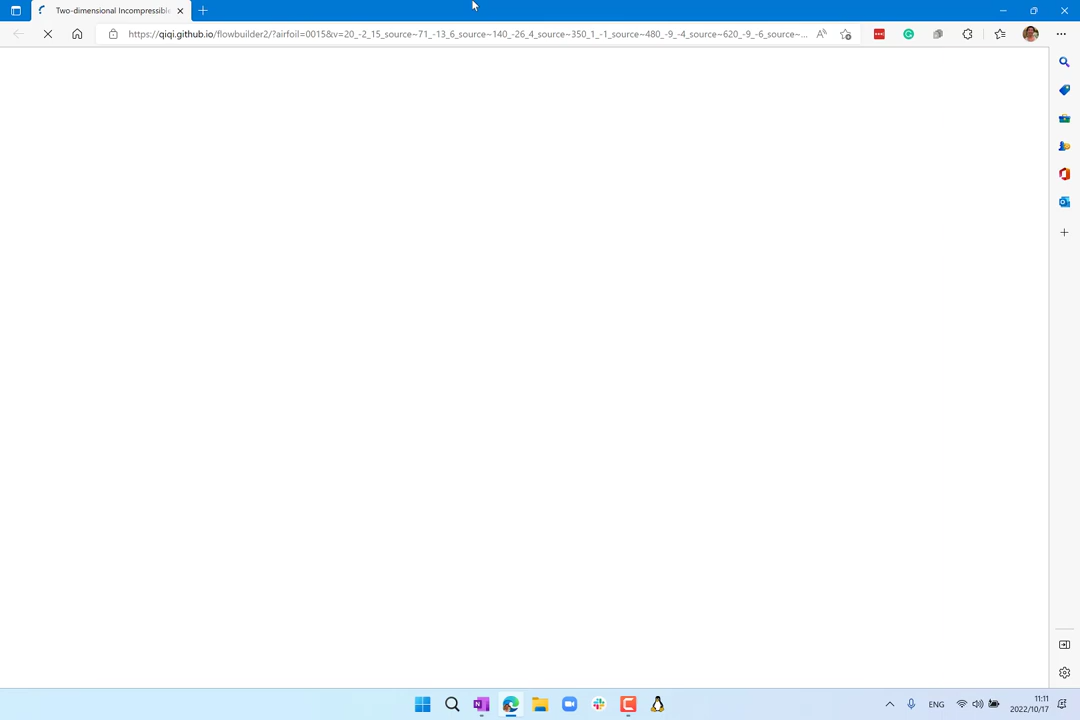 Two-dimensional Incompressibl
https://qiqi.github.io/flowbuilder2/?airfoil=0015&v=20_-2_15_source~71_-13_6_source~140_-26_4_source~350_1_-1_source~480_-9_-4_source~620_-9_-6_source~...
ENG
11:11
2022/10/17